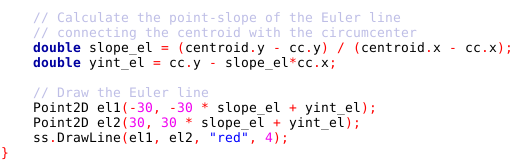 // Calculate the point-slope of the Euler line
// connecting the centroid with the circumcenter
double slope_el = (centroid.y - cc.y) / (centroid.x - cc.x);
double yint_el = cc.y - slope_el*cc.x;
// Draw the Euler line
Point2D el1(-30, -30 * slope_el + yint_el);
Point2D el2(30, 30 * slope_el + yint_el);
ss.DrawLine(el1, el2, "red", 4);
}